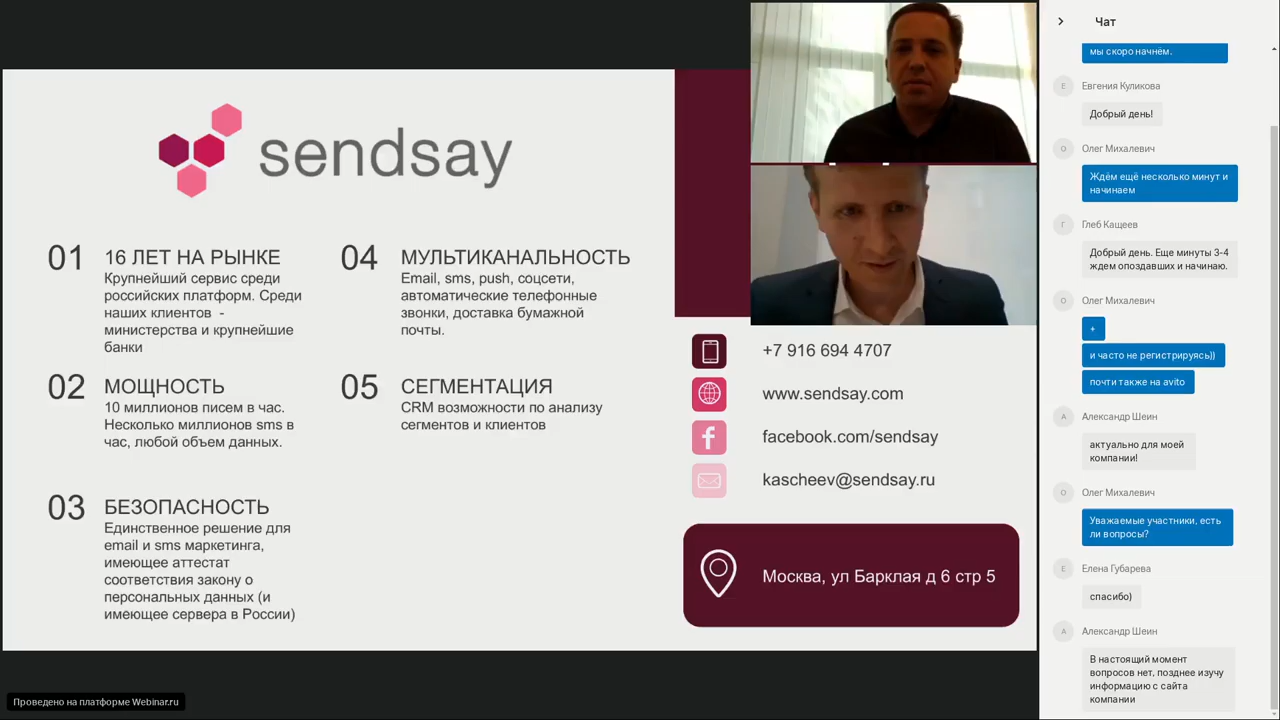 sendsay
01
16 ЛЕТ НА РЫНКЕ
Крупнейший сервис среди
российских платформ. Среди
наших клиентов -
министерства и крупнейшие
банки
02
МОЩНОСТЬ
10 миллионов писем в час.
Несколько миллионов sms в
час, любой объем данных.
03
БЕЗОПАСНОСТЬ
Единственное решение для
email и sms маркетинга,
имеющее аттестат
соответствия закону о
персональных данных (и
имеющее сервера в России)
04
МУЛЬТИКАНАЛЬНОСТЬ
Email, sms, push, соцсети,
автоматические телефонные
звонки, доставка бумажной
почты.
05
СЕГМЕНТАЦИЯ
CRM возможности по анализу
сегментов и клиентов
+7 916 694 4707
www.sendsay.com
f
facebook.com/sendsay
kascheev@sendsay.ru
Москва, ул Барклая д 6 стр 5
Проведено на платформе Webinar.ru
Чат
мы скоро начнём.
Е
Евгения Куликова
Добрый день!
О
Олег Михалевич
Ждём ещё несколько минут и
начинаем
Г
Глеб Кащеев
Добрый день. Еще минуты 3-4
ждем опоздавших и начинаю.
О
Олег Михалевич
+
и часто не регистрируясь))
почти также на avito
А
Александр Шеин
актуально для моей
компании!
О
Олег Михалевич
Уважаемые участники, есть
ли вопросы?
Е
Елена Губарева
спасибо)
А
Александр Шеин
В настоящий момент
вопросов нет, позднее изучу
информацию с сайта
компании